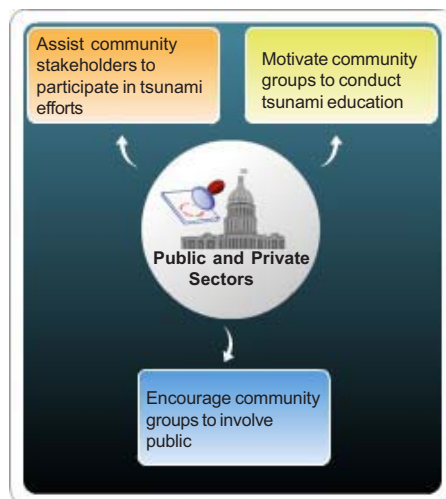 Assist community
stakeholders to
participate in tsunami
efforts
Motivate community
groups to conduct
tsunami education
Public and Private
Sectors
Encourage community
groups to involve
public